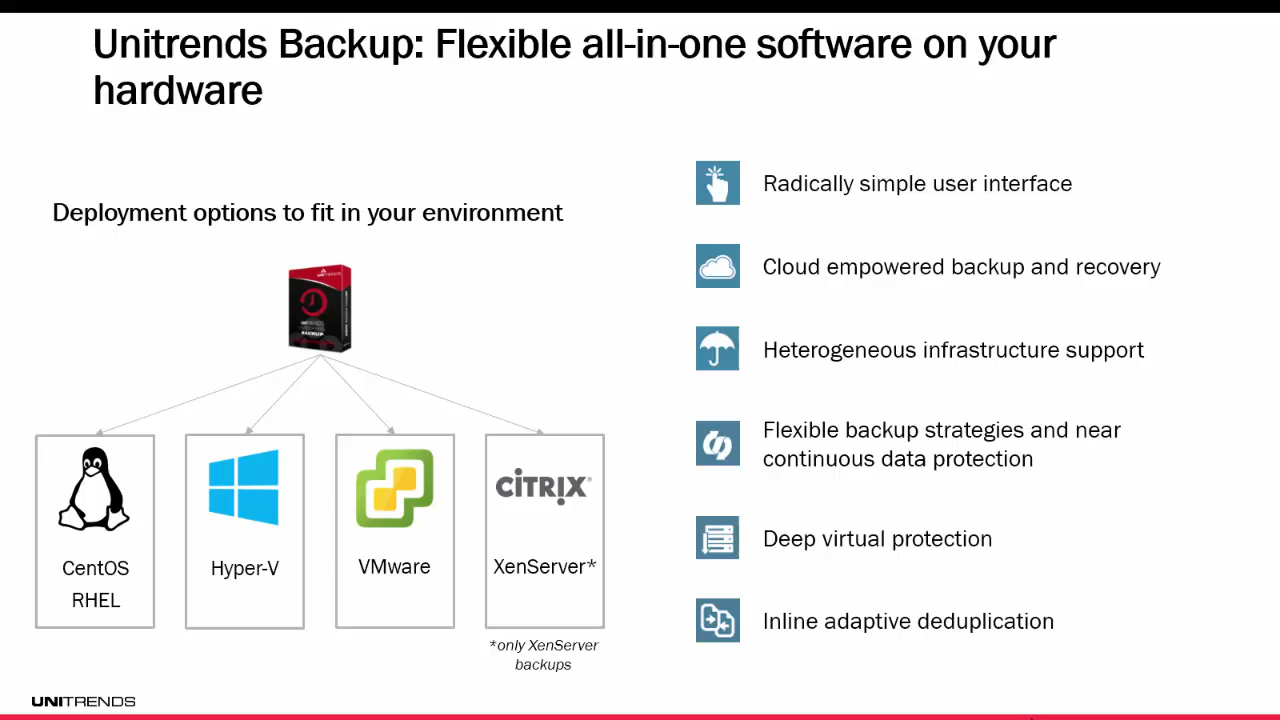 Unitrends Backup: Flexible all-in-one software on your
hardware
Deployment options to fit in your environment
UNITRENDS
BACKUP
CentOS
RHEL
Hyper-V
VMware
CiTRIX®
XenServer*
*only XenServer
backups
Radically simple user interface
Cloud empowered backup and recovery
Heterogeneous infrastructure support
Flexible backup strategies and near
continuous data protection
Deep virtual protection
Inline adaptive deduplication
UNITRENDS